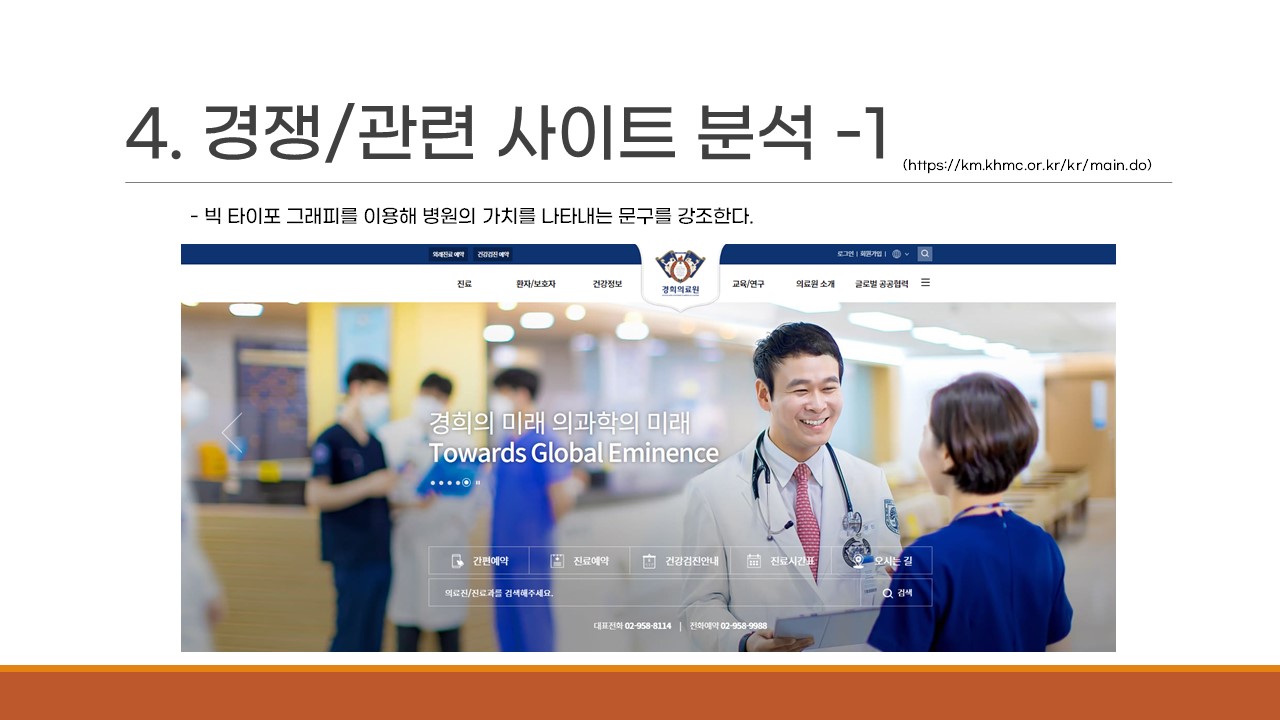 4. 경쟁/관련 사이트 분석 -1 (https://km.khmc.or.kr/kr/main.do)
- 빅 타이포 그래피를 이용해 병원의 가치를 나타내는 문구를 강조한다.
외래진료 예약 건강검진 예약 로그인 | 회원가입 |
경희의료원
진료 환자/보호자 건강정보 교육/연구 의료원 소개 글로벌 공공협력
경희의 미래 의과학의 미래
Towards Global Eminence
간편예약 진료예약 건강검진안내 진료시간표 오시는 길
의료진/진료과를 검색해주세요. 검색
대표전화 02-958-8114 | 전화예약 02-958-9988